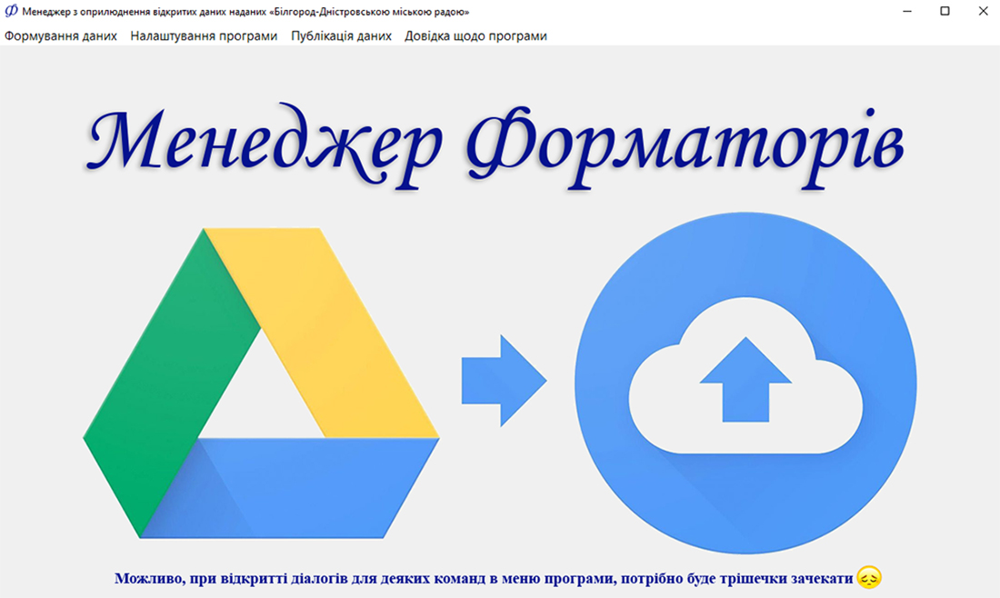 Менеджер з оприлюднення відкритих даних наданих «Білгород-Дністровською міською радою»
Формування даних Налаштування програми Публікація даних Довідка щодо програми
Менеджер Форматорів
Можливо, при відкритті діалогів для деяких команд в меню програми, потрібно буде трішечки зачекати